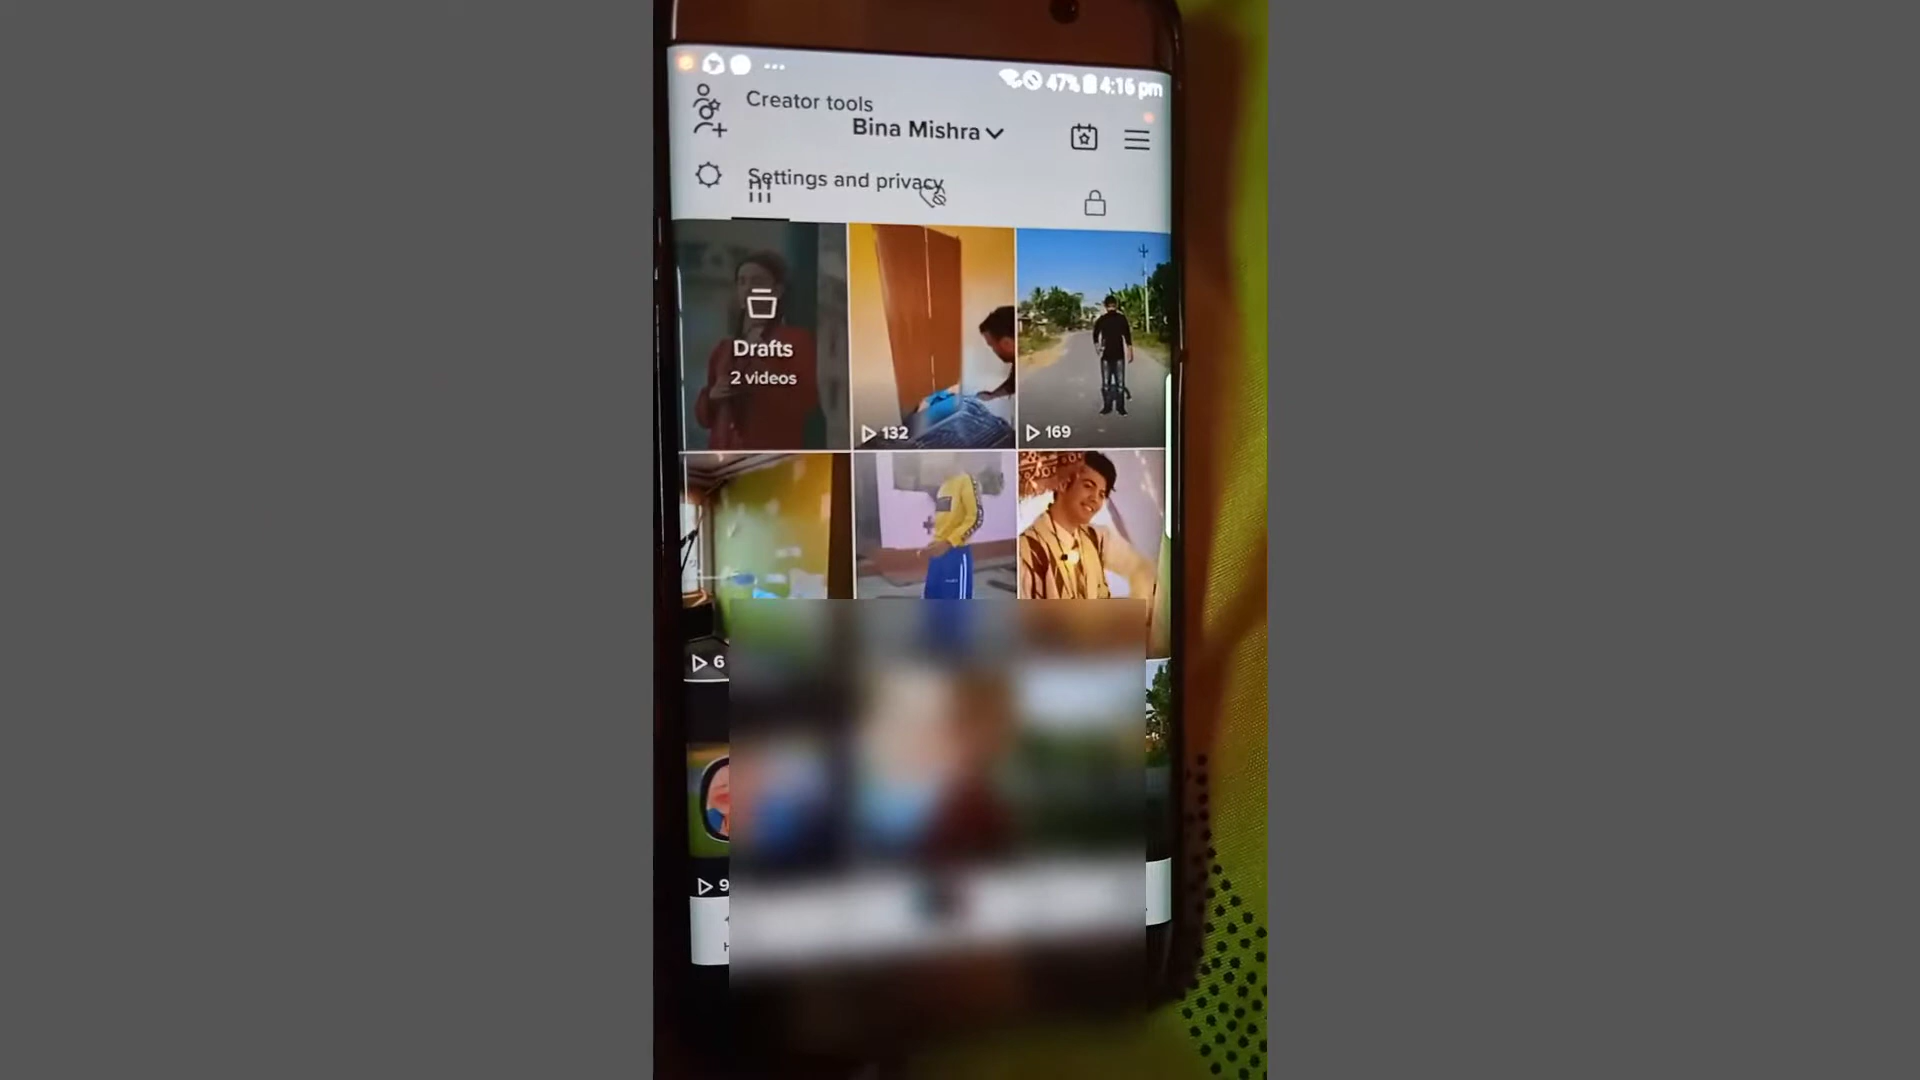 47% 4:16 pm
Creator tools
Bina Mishra
Settings and privacy
Drafts
2 videos
132
169
6
9
H